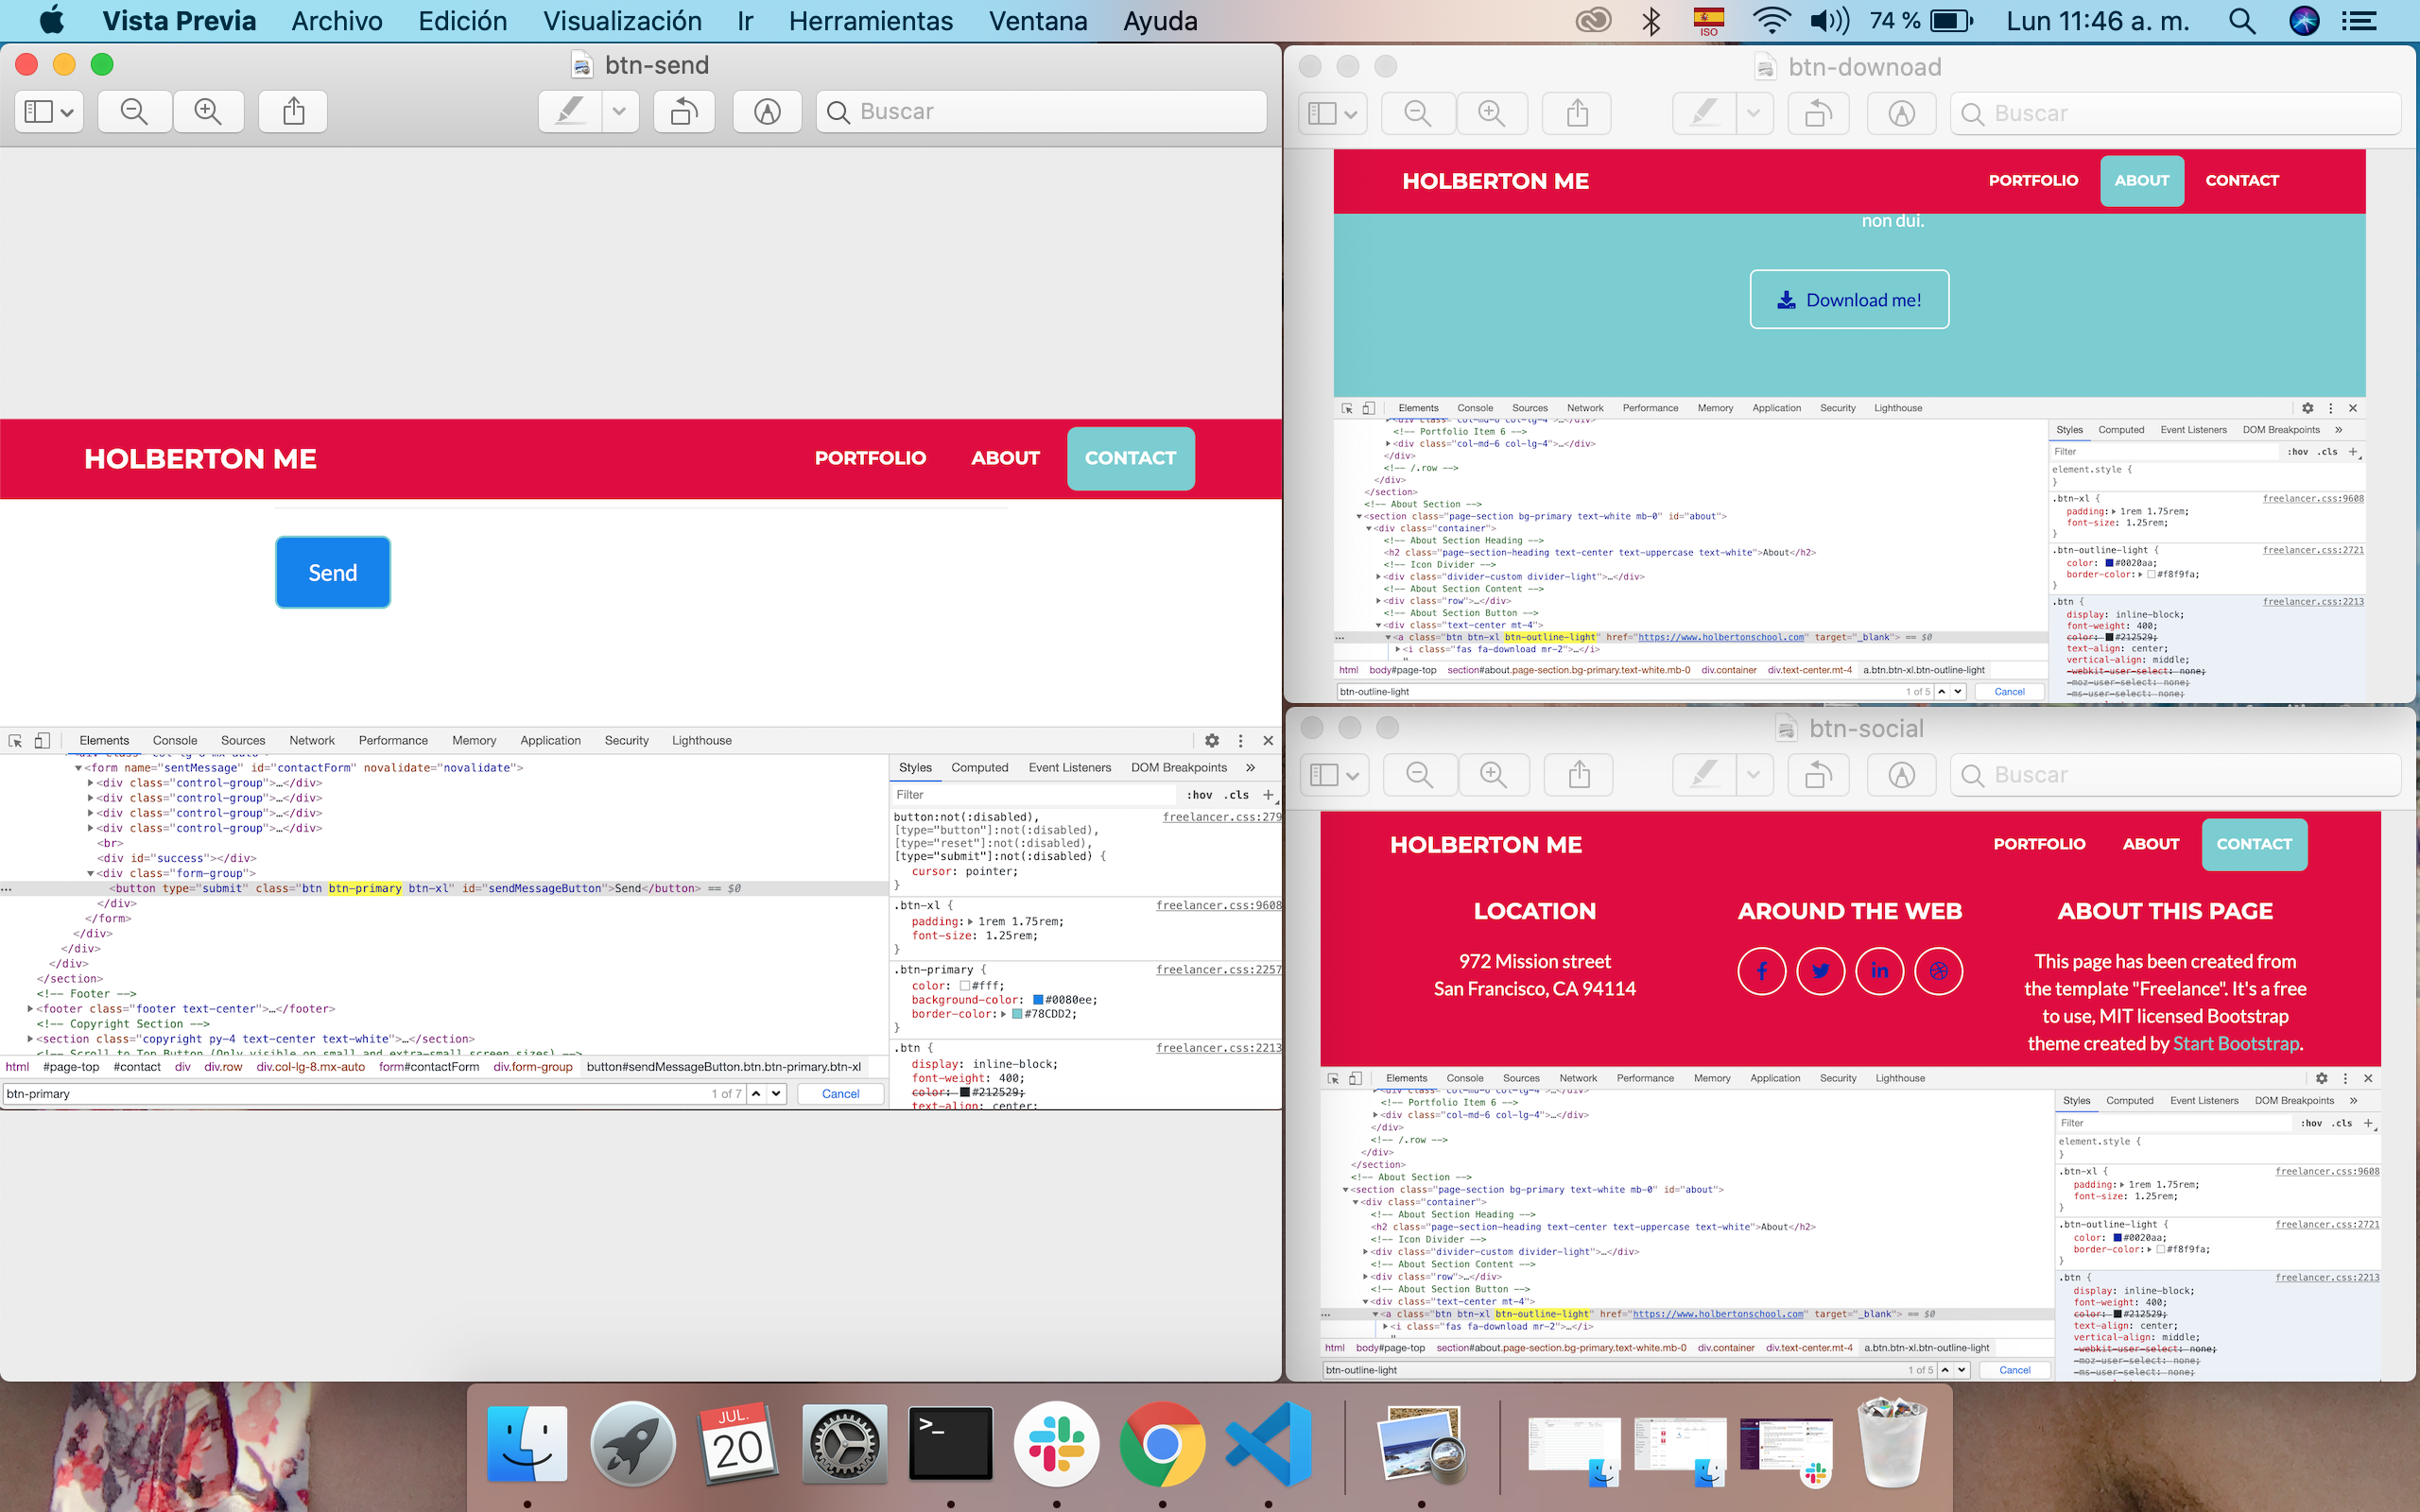 Vista Previa Archivo Edición Visualización Ir Herramientas Ventana Ayuda
ISO 74 % Lun 11:46 a. m.
btn-send
Buscar
HOLBERTON ME PORTFOLIO ABOUT CONTACT
Send
Elements Console Sources Network Performance Memory Application Security Lighthouse
▼<form name="sentMessage" id="contactForm" novalidate="novalidate">
▶<div class="control-group">…</div>
▶<div class="control-group">…</div>
▶<div class="control-group">…</div>
▶<div class="control-group">…</div>
<br>
<div id="success"></div>
▼<div class="form-group">
… <button type="submit" class="btn btn-primary btn-xl" id="sendMessageButton">Send</button> == $0
</div>
</form>
</div>
</div>
</div>
</section>
<!-- Footer -->
▶<footer class="footer text-center">…</footer>
<!-- Copyright Section -->
▶<section class="copyright py-4 text-center text-white">…</section>
<!-- Scroll to Top Button (Only visible on small and extra-small screen sizes) -->
html #page-top #contact div div.row div.col-lg-8.mx-auto form#contactForm div.form-group button#sendMessageButton.btn.btn-primary.btn-xl
btn-primary 1 of 7 Cancel
Styles Computed Event Listeners DOM Breakpoints »
Filter :hov .cls +
button:not(:disabled), freelancer.css:279
[type="button"]:not(:disabled),
[type="reset"]:not(:disabled),
[type="submit"]:not(:disabled) {
cursor: pointer;
}
.btn-xl { freelancer.css:9608
padding:▶ 1rem 1.75rem;
font-size: 1.25rem;
}
.btn-primary { freelancer.css:2257
color: #fff;
background-color: #0080ee;
border-color:▶ #78CDD2;
}
.btn { freelancer.css:2213
display: inline-block;
font-weight: 400;
color: #212529;
text-align: center;
btn-downoad
Buscar
HOLBERTON ME PORTFOLIO ABOUT CONTACT
non dui.
Download me!
Elements Console Sources Network Performance Memory Application Security Lighthouse
▶<div class="col-md-6 col-lg-4">…</div>
<!-- Portfolio Item 6 -->
▶<div class="col-md-6 col-lg-4">…</div>
</div>
<!-- /.row -->
</div>
</section>
<!-- About Section -->
▼<section class="page-section bg-primary text-white mb-0" id="about">
▼<div class="container">
<!-- About Section Heading -->
<h2 class="page-section-heading text-center text-uppercase text-white">About</h2>
<!-- Icon Divider -->
▶<div class="divider-custom divider-light">…</div>
<!-- About Section Content -->
▶<div class="row">…</div>
<!-- About Section Button -->
▼<div class="text-center mt-4">
… ▼<a class="btn btn-xl btn-outline-light" href="https://www.holbertonschool.com" target="_blank"> == $0
▶<i class="fas fa-download mr-2">…</i>
"
html body#page-top section#about.page-section.bg-primary.text-white.mb-0 div.container div.text-center.mt-4 a.btn.btn-xl.btn-outline-light
btn-outline-light 1 of 5 Cancel
Styles Computed Event Listeners DOM Breakpoints »
Filter :hov .cls +
element.style {
}
.btn-xl { freelancer.css:9608
padding:▶ 1rem 1.75rem;
font-size: 1.25rem;
}
.btn-outline-light { freelancer.css:2721
color: #0020aa;
border-color:▶ #f8f9fa;
}
.btn { freelancer.css:2213
display: inline-block;
font-weight: 400;
color: #212529;
text-align: center;
vertical-align: middle;
-webkit-user-select: none;
-moz-user-select: none;
-ms-user-select: none;
btn-social
Buscar
HOLBERTON ME PORTFOLIO ABOUT CONTACT
LOCATION
972 Mission street
San Francisco, CA 94114
AROUND THE WEB
ABOUT THIS PAGE
This page has been created from
the template "Freelance". It's a free
to use, MIT licensed Bootstrap
theme created by Start Bootstrap.
Elements Console Sources Network Performance Memory Application Security Lighthouse
▶<div class="col-md-6 col-lg-4">…</div>
<!-- Portfolio Item 6 -->
▶<div class="col-md-6 col-lg-4">…</div>
</div>
<!-- /.row -->
</div>
</section>
<!-- About Section -->
▼<section class="page-section bg-primary text-white mb-0" id="about">
▼<div class="container">
<!-- About Section Heading -->
<h2 class="page-section-heading text-center text-uppercase text-white">About</h2>
<!-- Icon Divider -->
▶<div class="divider-custom divider-light">…</div>
<!-- About Section Content -->
▶<div class="row">…</div>
<!-- About Section Button -->
▼<div class="text-center mt-4">
… ▼<a class="btn btn-xl btn-outline-light" href="https://www.holbertonschool.com" target="_blank"> == $0
▶<i class="fas fa-download mr-2">…</i>
"
html body#page-top section#about.page-section.bg-primary.text-white.mb-0 div.container div.text-center.mt-4 a.btn.btn-xl.btn-outline-light
btn-outline-light 1 of 5 Cancel
Styles Computed Event Listeners DOM Breakpoints »
Filter :hov .cls +
element.style {
}
.btn-xl { freelancer.css:9608
padding:▶ 1rem 1.75rem;
font-size: 1.25rem;
}
.btn-outline-light { freelancer.css:2721
color: #0020aa;
border-color:▶ #f8f9fa;
}
.btn { freelancer.css:2213
display: inline-block;
font-weight: 400;
color: #212529;
text-align: center;
vertical-align: middle;
-webkit-user-select: none;
-moz-user-select: none;
-ms-user-select: none;
JUL.
20
>_